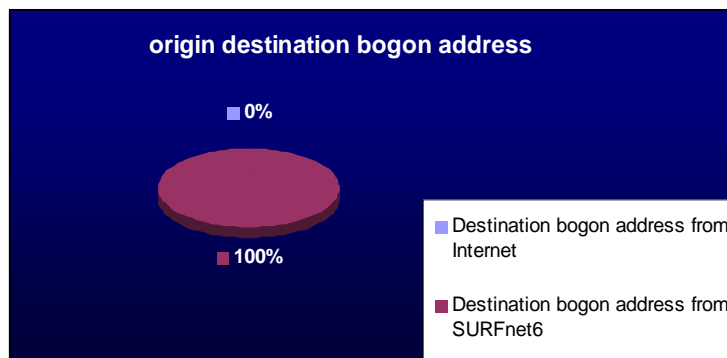 origin destination bogon address
0%
100%
Destination bogon address from
Internet
Destination bogon address from
SURFnet6